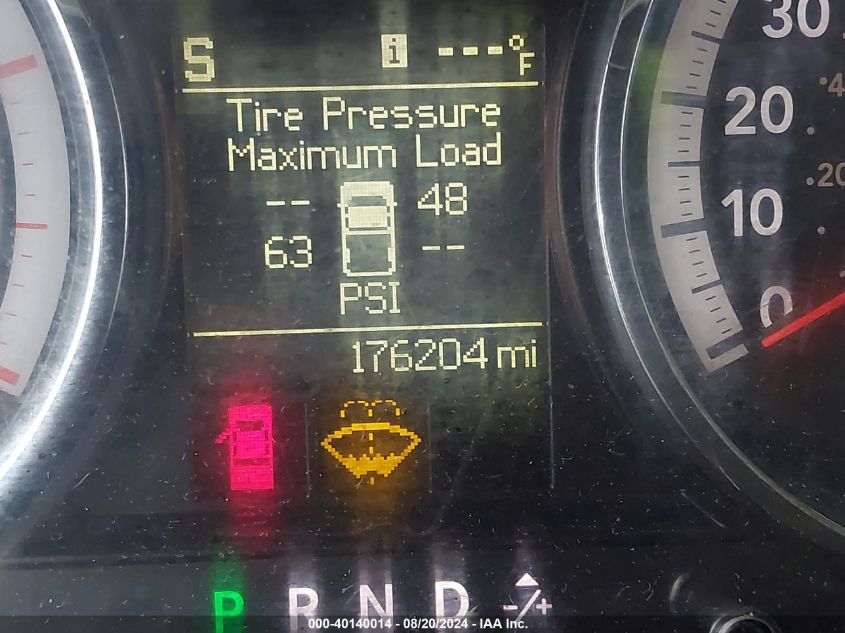 S i ---°F
Tire Pressure
Maximum Load
-- 48
63 --
PSI
176204 mi
30
20
10
0
20
P R N D -/+
000-40140014 - 08/20/2024 - IAA Inc.